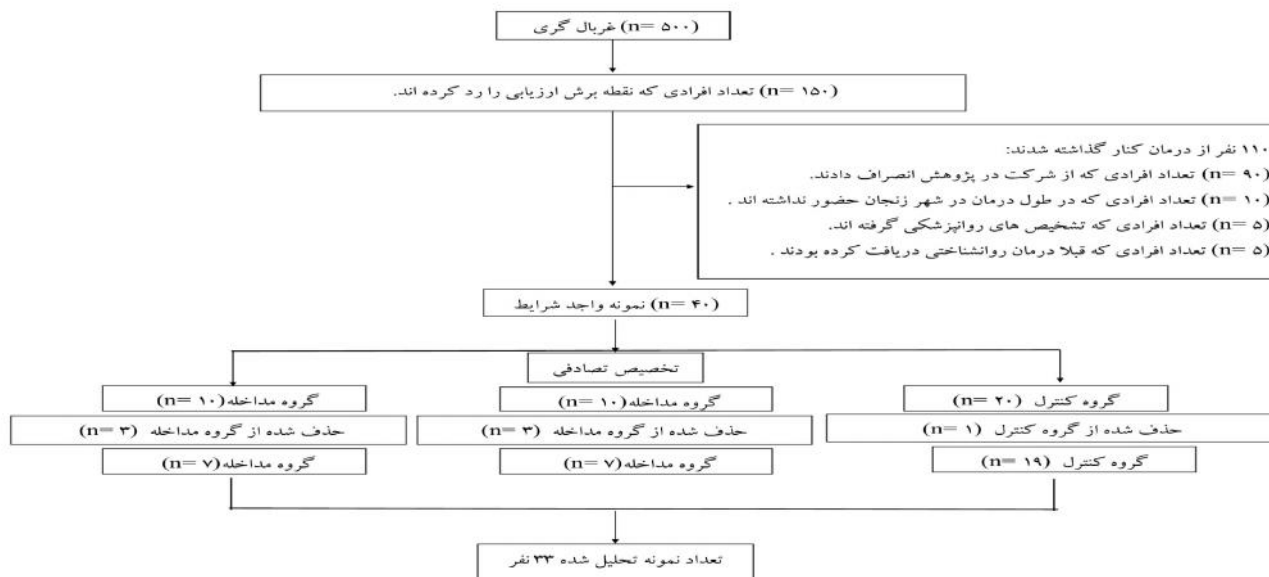 غربال گری (n= ۵۰۰)
تعداد افرادی که نقطه برش ارزیابی را رد کرده اند. (n= ۱۵۰)
۱۱۰ نفر از درمان کنار گذاشته شدند:
تعداد افرادی که از شرکت در پژوهش انصراف دادند. (n= ۹۰)
تعداد افرادی که در طول درمان در شهر زنجان حضور نداشته اند . (n= ۱۰)
تعداد افرادی که تشخیص های روانپزشکی گرفته اند. (n= ۵)
تعداد افرادی که قبلا درمان روانشناختی دریافت کرده بودند . (n= ۵)
نمونه واجد شرایط (n= ۴۰)
تخصیص تصادفی
گروه کنترل (n= ۲۰)
حذف شده از گروه کنترل (n= ۱)
گروه کنترل (n= ۱۹)
گروه مداخله(n= ۱۰)
حذف شده از گروه مداخله (n= ۳)
گروه مداخله(n= ۷)
گروه مداخله(n= ۱۰)
حذف شده از گروه مداخله (n= ۳)
گروه مداخله(n= ۷)
تعداد نمونه تحلیل شده ۳۳ نفر